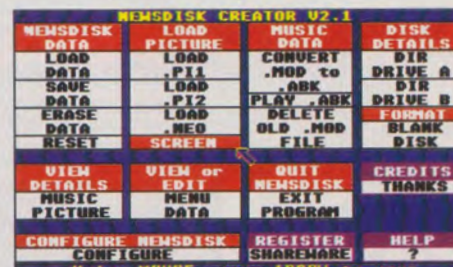 NEWSDISK CREATOR V2.1
NEWSDISK DATA
LOAD DATA
SAVE DATA
ERASE DATA
RESET
LOAD PICTURE
LOAD .PI1
LOAD .PI2
LOAD .NEO
SCREEN
MUSIC DATA
CONVERT .MOD to .ABK
PLAY .ABK
DELETE OLD .MOD FILE
DISK DETAILS
DIR DRIVE A
DIR DRIVE B
FORMAT BLANK DISK
VIEW DETAILS
MUSIC PICTURE
VIEW or EDIT
MENU DATA
QUIT NEWSDISK
EXIT PROGRAM
CREDITS
THANKS
CONFIGURE NEWSDISK
CONFIGURE
REGISTER
SHAREWARE
HELP
?